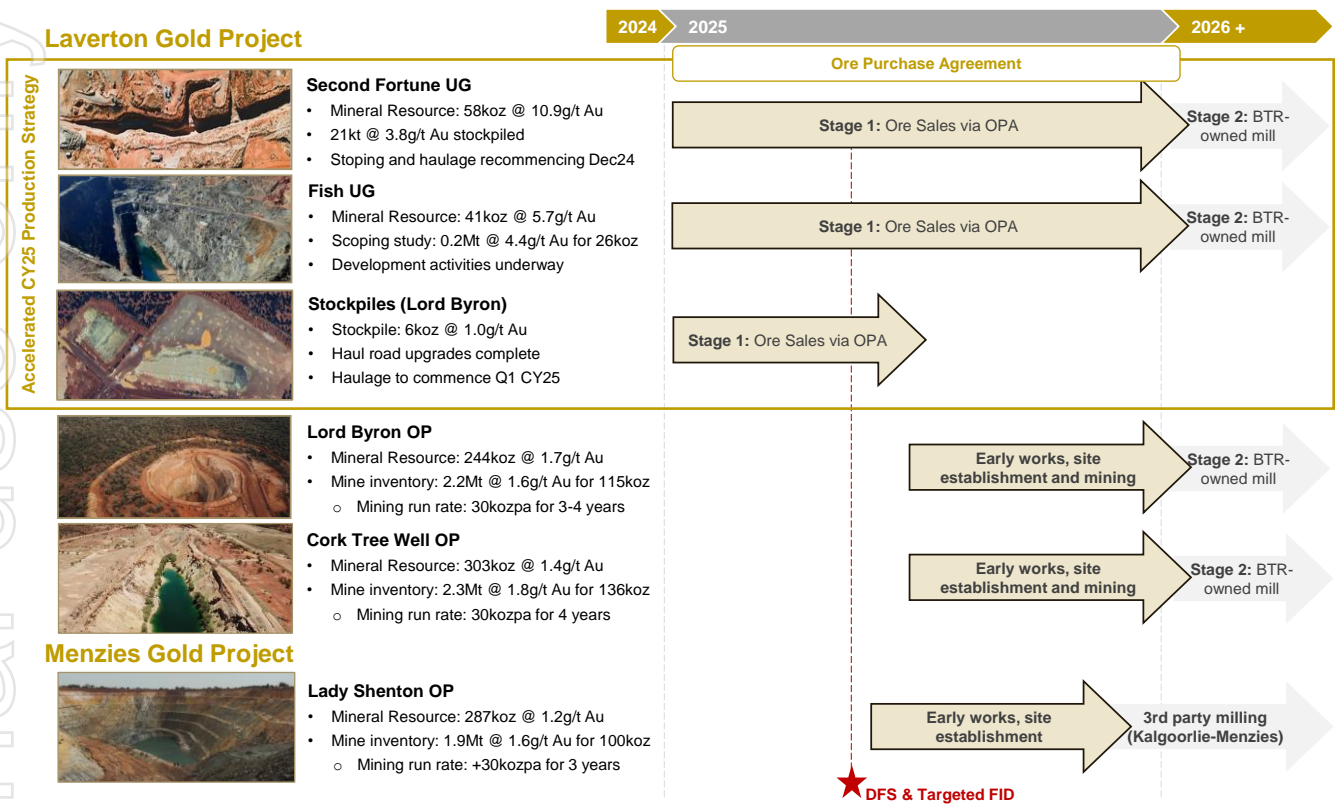 Laverton Gold Project
2024
2025
2026 +
Ore Purchase Agreement
Accelerated CY25 Production Strategy
Second Fortune UG
• Mineral Resource: 58koz @ 10.9g/t Au
• 21kt @ 3.8g/t Au stockpiled
• Stoping and haulage recommencing Dec24
Stage 1: Ore Sales via OPA
Stage 2: BTR-
owned mill
Fish UG
• Mineral Resource: 41koz @ 5.7g/t Au
• Scoping study: 0.2Mt @ 4.4g/t Au for 26koz
• Development activities underway
Stage 1: Ore Sales via OPA
Stage 2: BTR-
owned mill
Stockpiles (Lord Byron)
• Stockpile: 6koz @ 1.0g/t Au
• Haul road upgrades complete
• Haulage to commence Q1 CY25
Stage 1: Ore Sales via OPA
Lord Byron OP
• Mineral Resource: 244koz @ 1.7g/t Au
• Mine inventory: 2.2Mt @ 1.6g/t Au for 115koz
o Mining run rate: 30kozpa for 3-4 years
Early works, site
establishment and mining
Stage 2: BTR-
owned mill
Cork Tree Well OP
• Mineral Resource: 303koz @ 1.4g/t Au
• Mine inventory: 2.3Mt @ 1.8g/t Au for 136koz
o Mining run rate: 30kozpa for 4 years
Early works, site
establishment and mining
Stage 2: BTR-
owned mill
Menzies Gold Project
Lady Shenton OP
• Mineral Resource: 287koz @ 1.2g/t Au
• Mine inventory: 1.9Mt @ 1.6g/t Au for 100koz
o Mining run rate: +30kozpa for 3 years
Early works, site
establishment
3rd party milling
(Kalgoorlie-Menzies)
DFS & Targeted FID